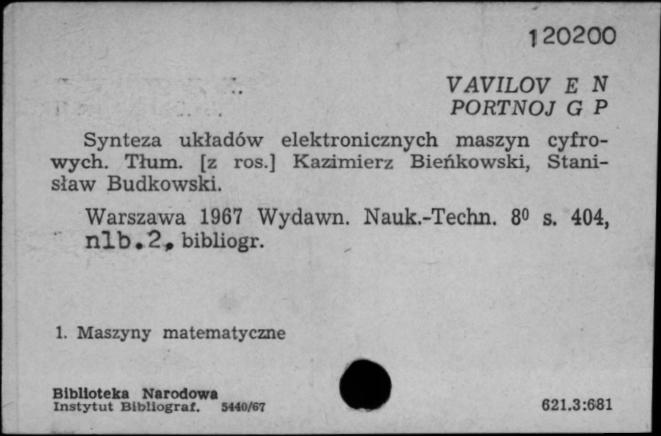 120200
VAVILOV E N
PORTNOJ G P
Synteza układów elektronicznych maszyn cyfro-
wych. Tłum. [z ros.] Kazimierz Bieńkowski, Stani-
sław Budkowski.
Warszawa 1967 Wydawn. Nauk.-Techn. 8⁰ s. 404,
nlb.2, bibliogr.
1. Maszyny matematyczne
Biblioteka Narodowa
Instytut Bibliograf. 5440/67
621.3:681